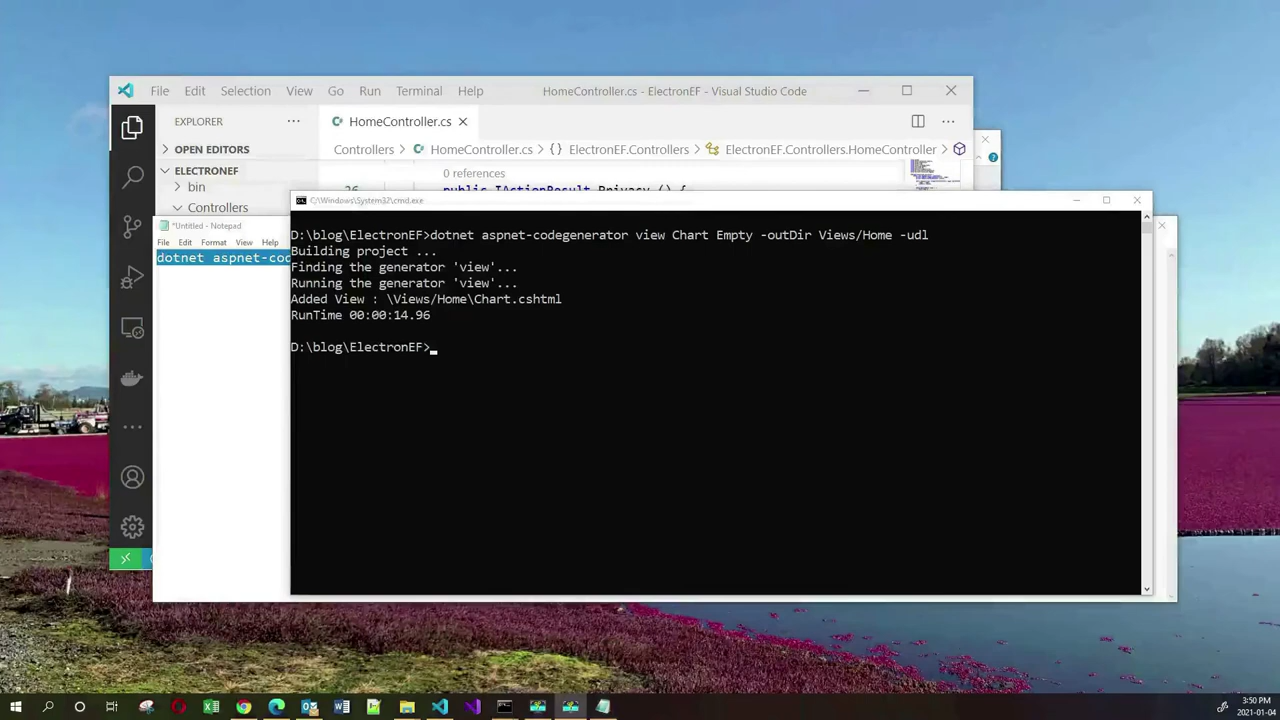 File Edit Selection View Go Run Terminal Help HomeController.cs - ElectronEF - Visual Studio Code
EXPLORER
HomeController.cs
OPEN EDITORS
Controllers HomeController.cs ElectronEF.Controllers ElectronEF.Controllers.HomeController
ELECTRONEF
0 references
bin
26 public IActionResult Privacy () {
Controllers
C:\Windows\System32\cmd.exe
*Untitled - Notepad
File Edit Format View Help
dotnet aspnet-cod
D:\blog\ElectronEF>dotnet aspnet-codegenerator view Chart Empty -outDir Views/Home -udl
Building project ...
Finding the generator 'view'...
Running the generator 'view'...
Added View : \Views/Home\Chart.cshtml
RunTime 00:00:14.96
D:\blog\ElectronEF>
3:50 PM
2021-01-04